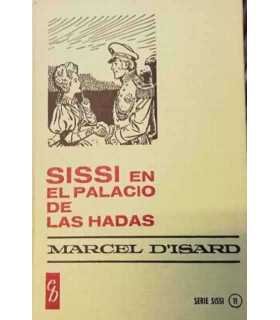 SISSI EN
EL PALACIO
DE
LAS HADAS
MARCEL D'ISARD
SERIE SISSI 11